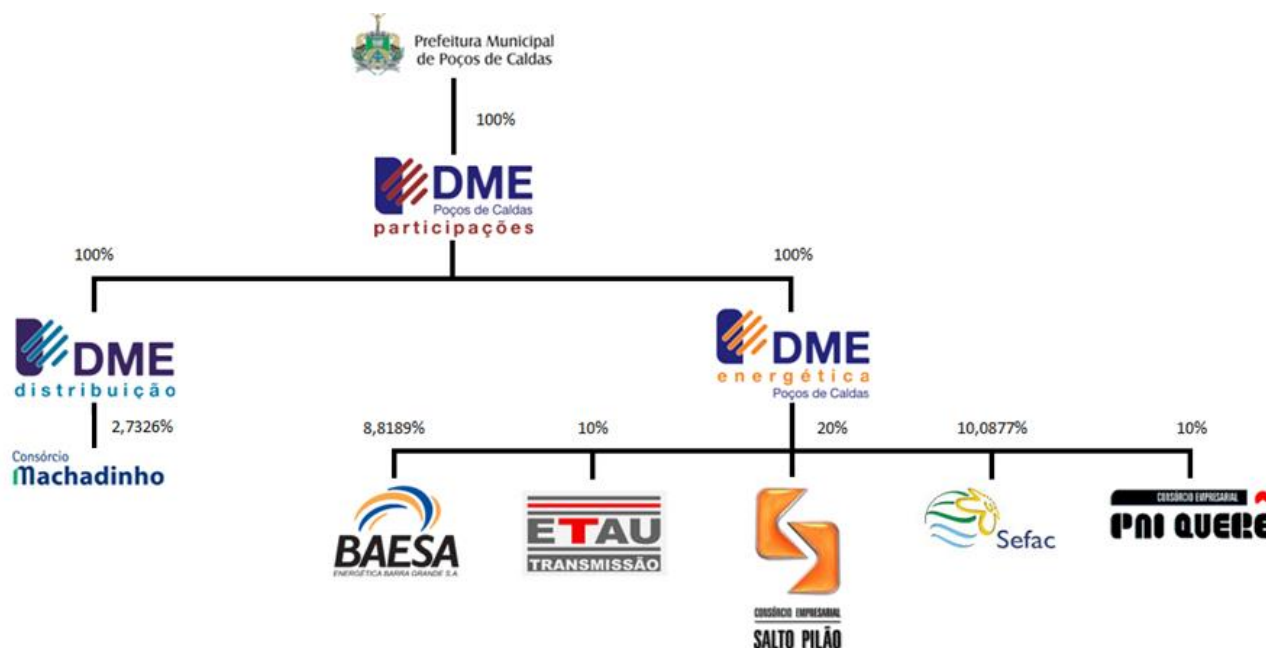 Prefeitura Municipal
de Poços de Caldas
100%
DME
Poços de Caldas
participações
100%
100%
DME
distribuição
DME
energética
Poços de Caldas
2,7326%
8,8189%
10%
20%
10,0877%
10%
Consórcio
Machadinho
BAESA
ENERGÉTICA BARRA GRANDE S.A.
ETAU
TRANSMISSÃO
CONSÓRCIO EMPRESARIAL
SALTO PILÃO
Sefac
CONSÓRCIO EMPRESARIAL
PAI QUERÊ